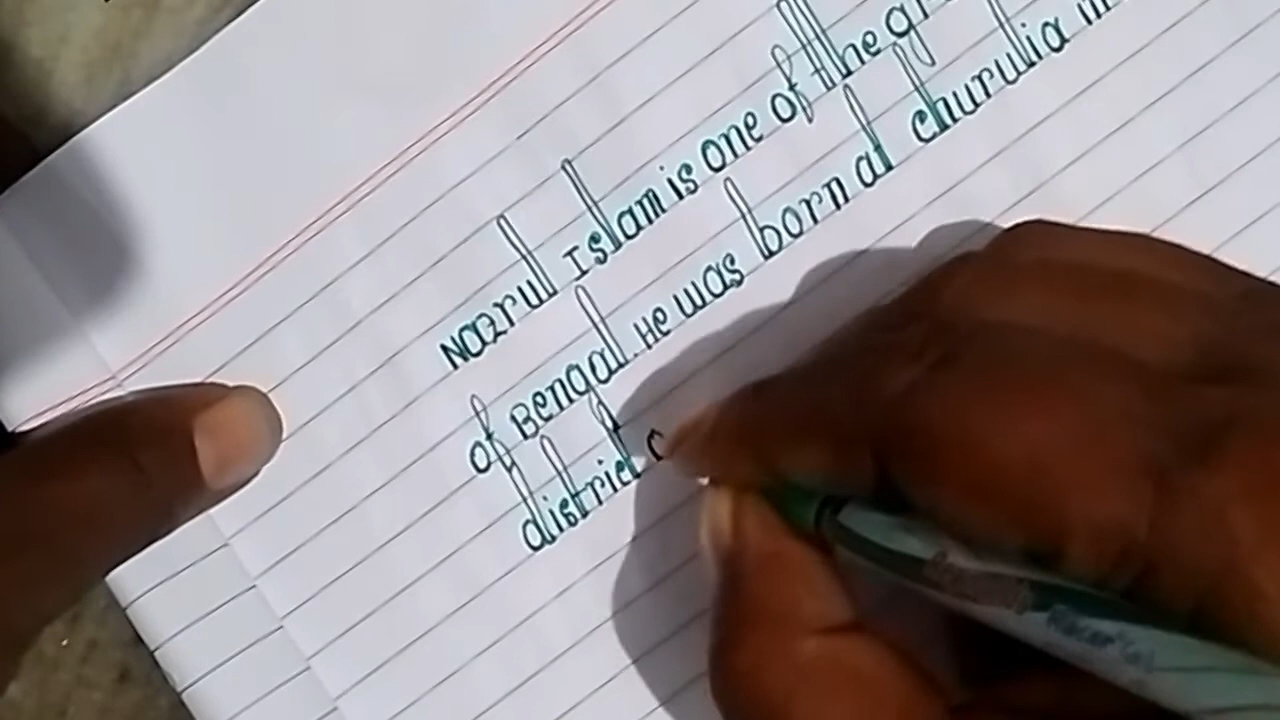 Nazrul Islam is one of the
of Bengal. He was born at churulia in
district